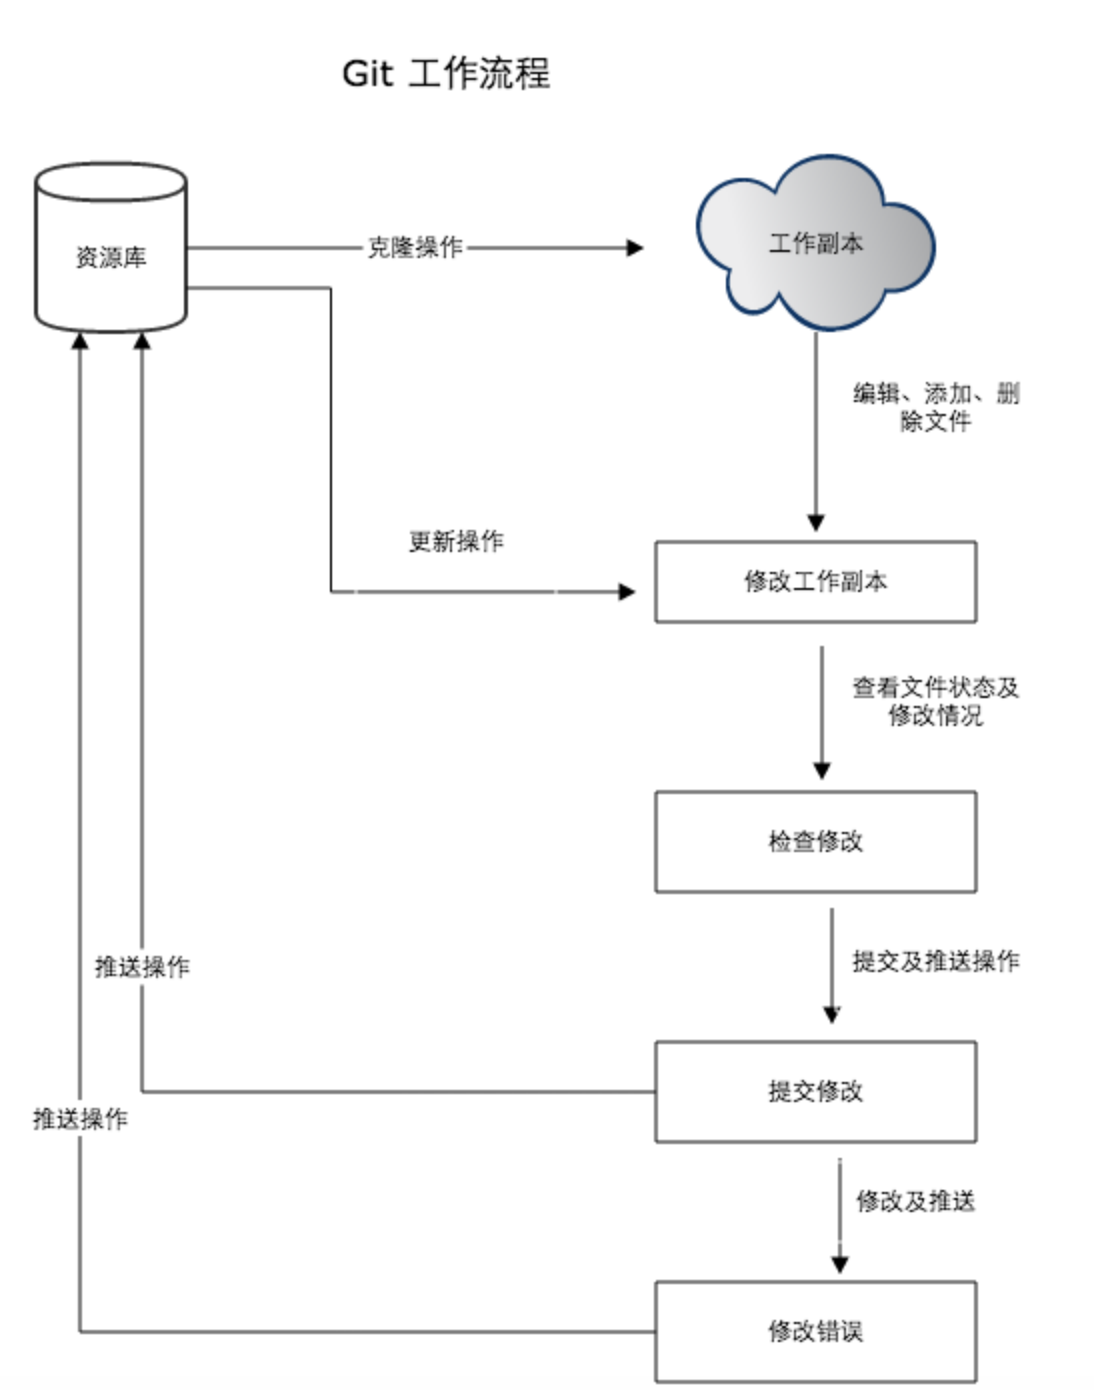 Git 工作流程
资源库
克隆操作
工作副本
编辑、添加、删
除文件
更新操作
修改工作副本
查看文件状态及
修改情况
检查修改
推送操作
提交及推送操作
提交修改
推送操作
修改及推送
修改错误